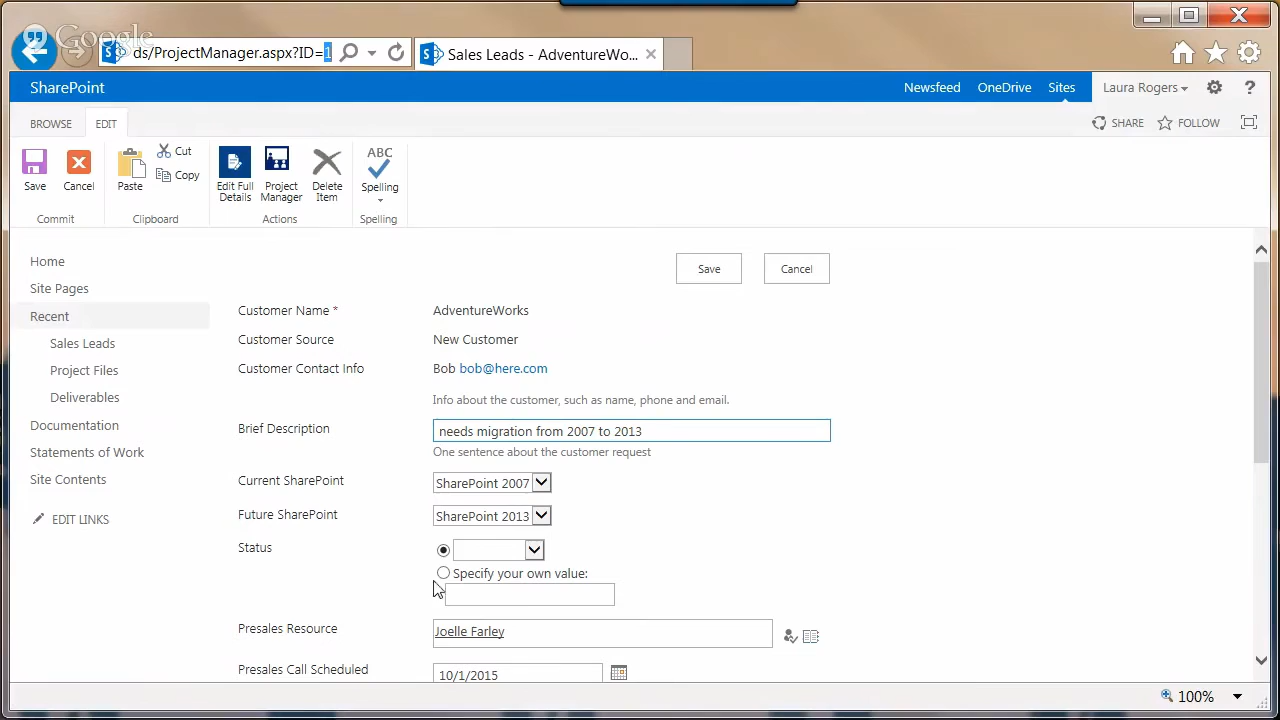 Google
ds/ProjectManager.aspx?ID=1
Sales Leads - AdventureWo...
SharePoint
Newsfeed
OneDrive
Sites
Laura Rogers
?
BROWSE
EDIT
SHARE
FOLLOW
Save
Cancel
Commit
Paste
Cut
Copy
Clipboard
Edit Full Details
Project Manager
Delete Item
Actions
ABC
Spelling
Spelling
Home
Site Pages
Recent
Sales Leads
Project Files
Deliverables
Documentation
Statements of Work
Site Contents
EDIT LINKS
Save
Cancel
Customer Name *
AdventureWorks
Customer Source
New Customer
Customer Contact Info
Bob bob@here.com
Info about the customer, such as name, phone and email.
Brief Description
needs migration from 2007 to 2013
One sentence about the customer request
Current SharePoint
SharePoint 2007
Future SharePoint
SharePoint 2013
Status
Specify your own value:
Presales Resource
Joelle Farley
Presales Call Scheduled
10/1/2015
100%